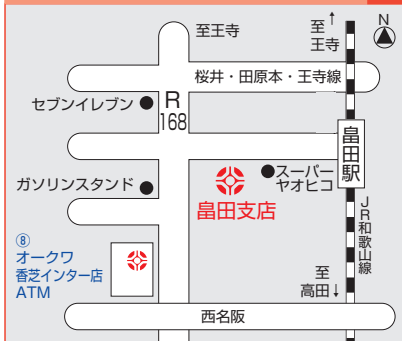 至王寺
至↑
王寺
N
桜井・田原本・王寺線
セブンイレブン
R
168
畠田駅
スーパー
ヤオヒコ
ガソリンスタンド
畠田支店
JR和歌山線
⑧
オークワ
香芝インター店
ATM
至
高田↓
西名阪